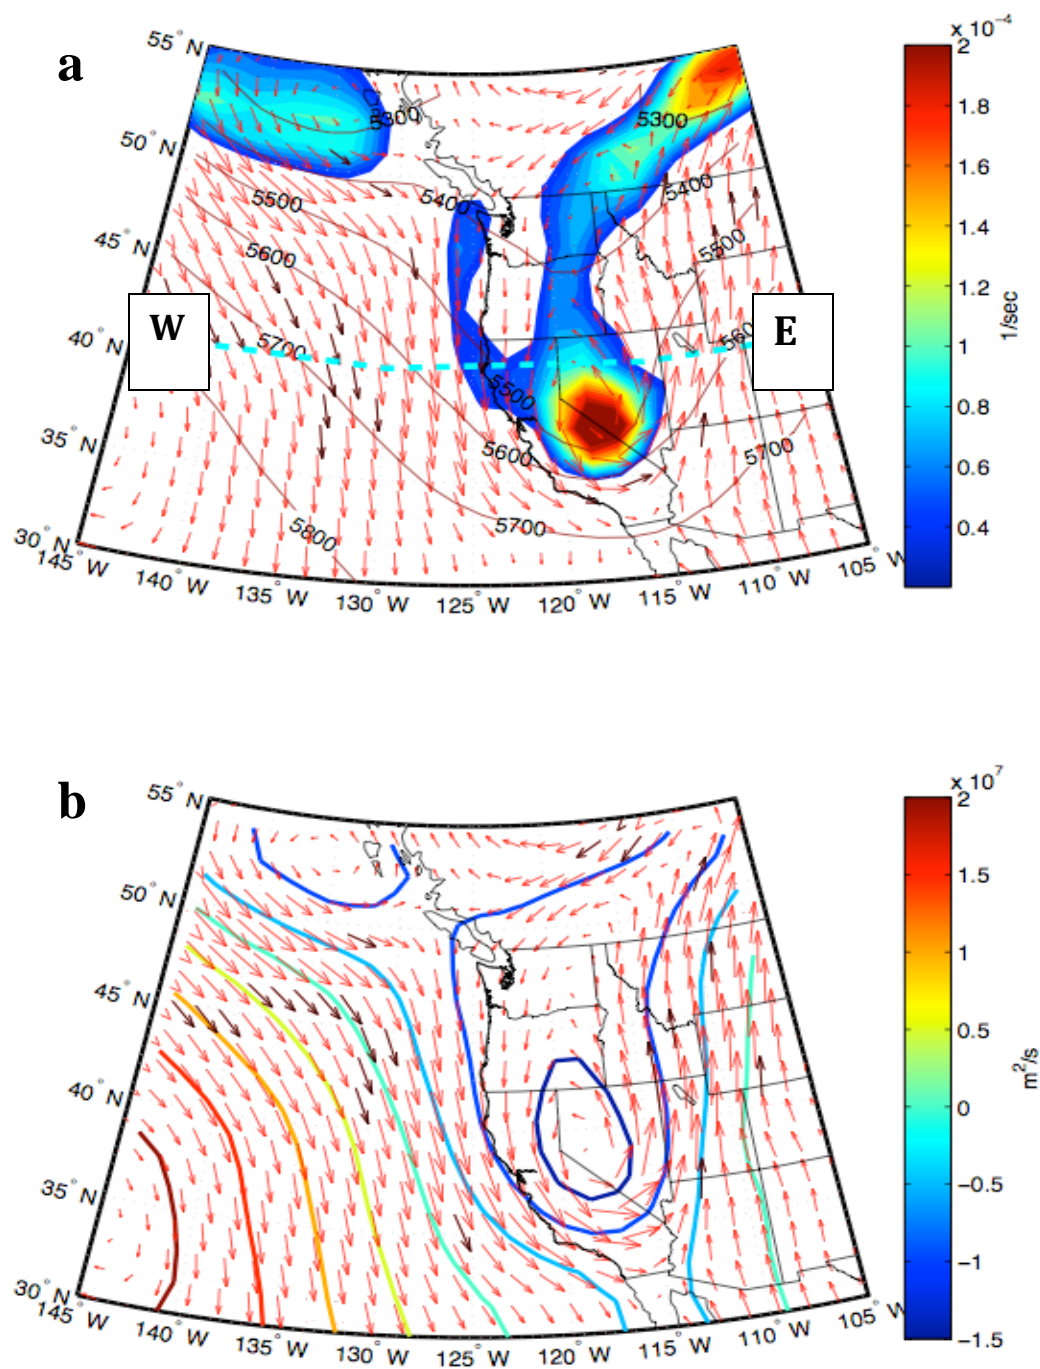 a
55° N
50° N
45° N
40° N
35° N
30° N
145° W
140° W
135° W
130° W
125° W
120° W
115° W
110° W
105° W
5300
5300
5400
5400
5500
5500
5600
5700
5500
5600
5700
5700
5800
W
E
x 10⁻⁴
2
1.8
1.6
1.4
1.2
1
0.8
0.6
0.4
1/sec
b
55° N
50° N
45° N
40° N
35° N
30° N
145° W
140° W
135° W
130° W
125° W
120° W
115° W
110° W
105° W
x 10⁷
2
1.5
1
0.5
0
−0.5
−1
−1.5
m²/s